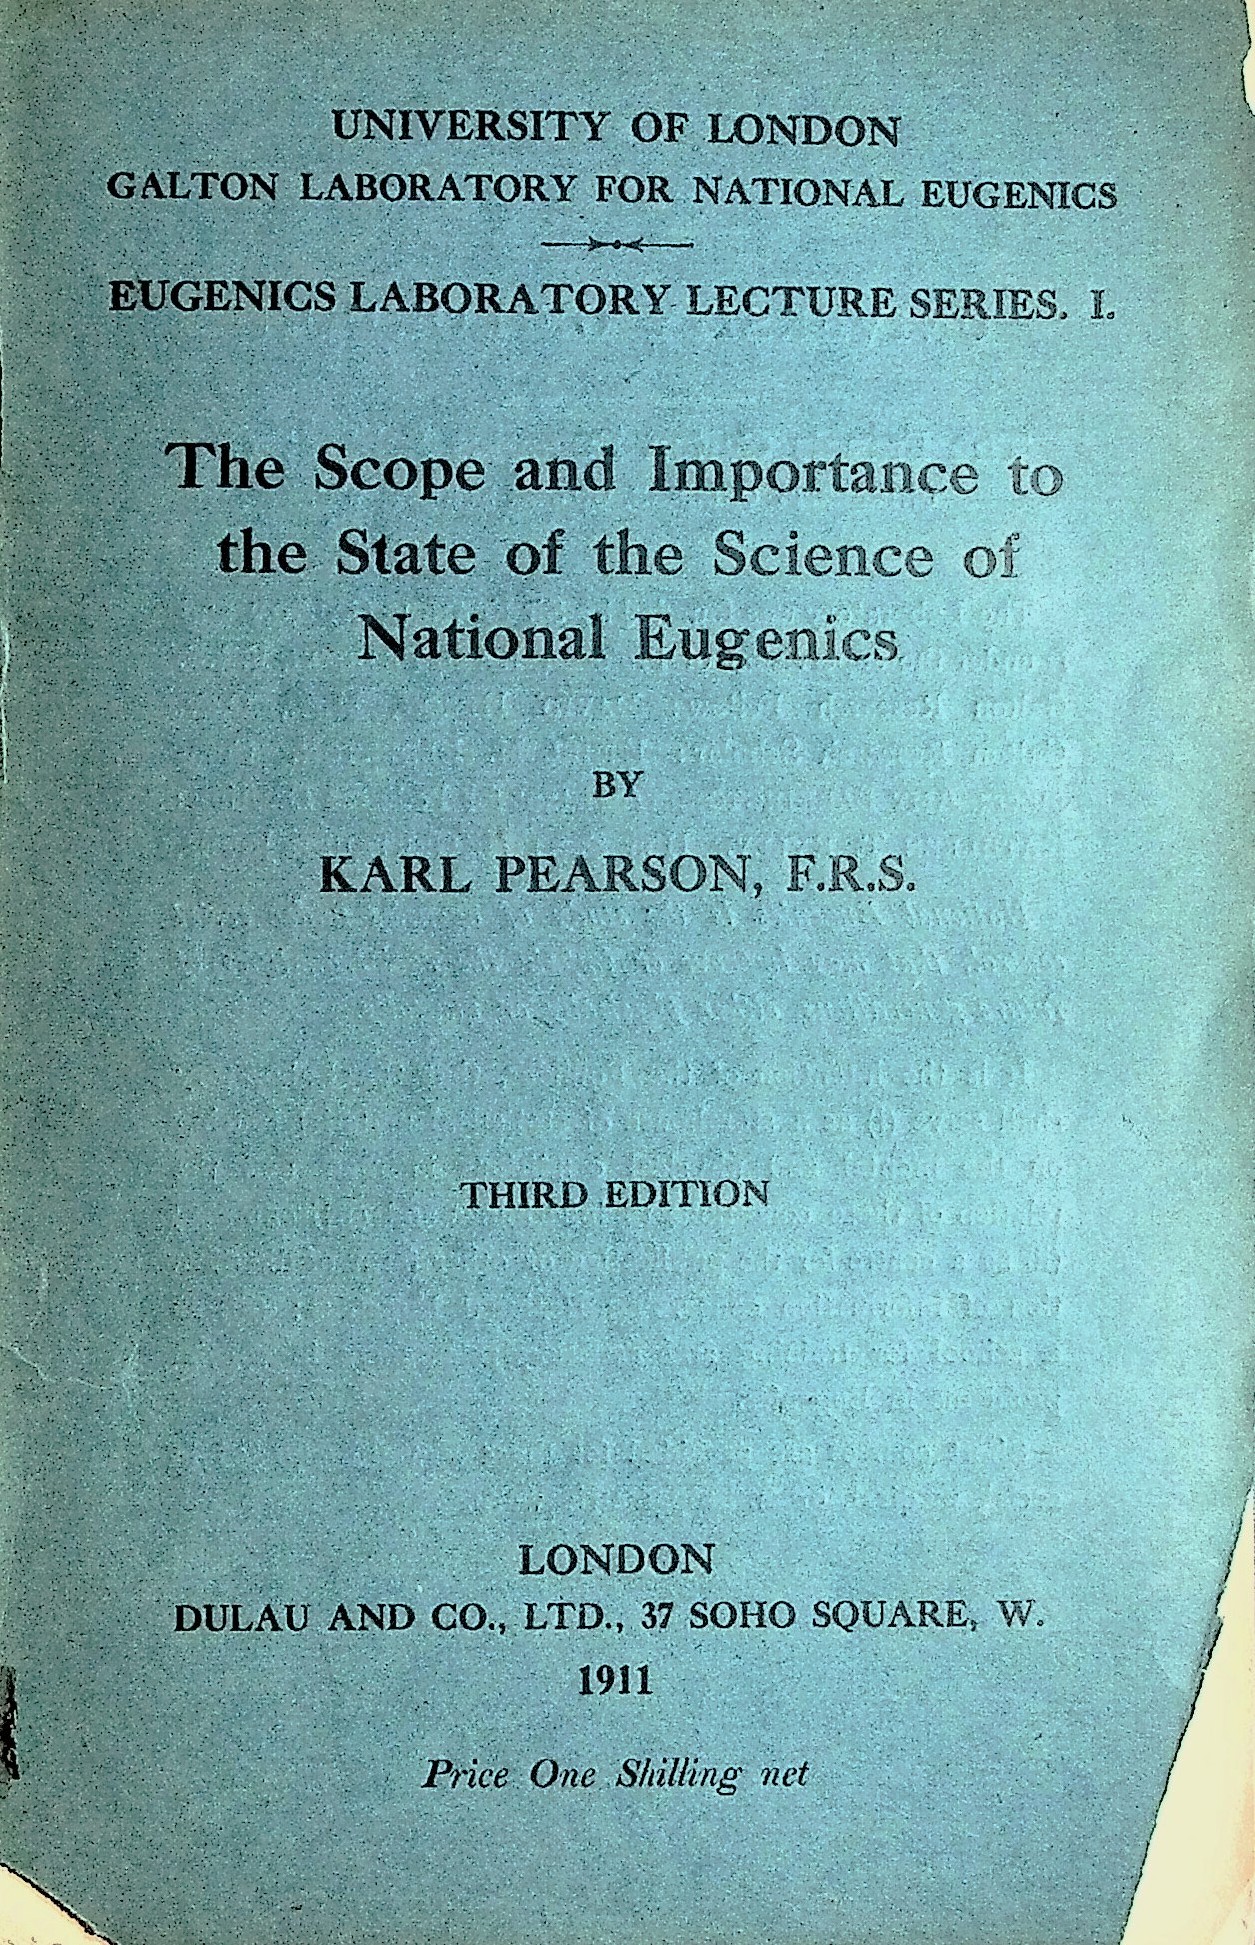 UNIVERSITY OF LONDON
GALTON LABORATORY FOR NATIONAL EUGENICS
EUGENICS LABORATORY LECTURE SERIES. I.
The Scope and Importance to
the State of the Science of
National Eugenics
BY
KARL PEARSON, F.R.S.
THIRD EDITION
LONDON
DULAU AND CO., LTD., 37 SOHO SQUARE, W.
1911
Price One Shilling net